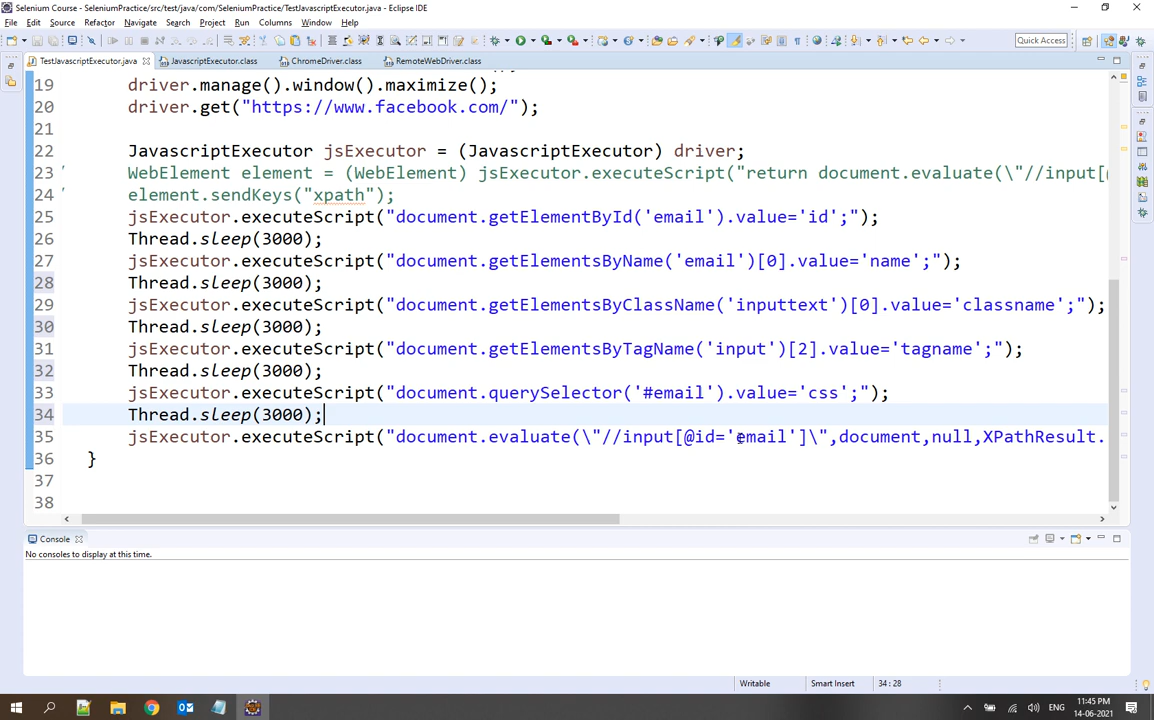 Selenium Course - SeleniumPractice/src/test/java/com/SeleniumPractice/TestJavascriptExecutor.java - Eclipse IDE
File Edit Source Refactor Navigate Search Project Run Columns Window Help
Quick Access
TestJavascriptExecutor.java JavascriptExecutor.class ChromeDriver.class RemoteWebDriver.class
19 driver.manage().window().maximize();
20 driver.get("https://www.facebook.com/");
21
22 JavascriptExecutor jsExecutor = (JavascriptExecutor) driver;
23 WebElement element = (WebElement) jsExecutor.executeScript("return document.evaluate(\"//input[@
24 element.sendKeys("xpath");
25 jsExecutor.executeScript("document.getElementById('email').value='id';");
26 Thread.sleep(3000);
27 jsExecutor.executeScript("document.getElementsByName('email')[0].value='name';");
28 Thread.sleep(3000);
29 jsExecutor.executeScript("document.getElementsByClassName('inputtext')[0].value='classname';");
30 Thread.sleep(3000);
31 jsExecutor.executeScript("document.getElementsByTagName('input')[2].value='tagname';");
32 Thread.sleep(3000);
33 jsExecutor.executeScript("document.querySelector('#email').value='css';");
34 Thread.sleep(3000);
35 jsExecutor.executeScript("document.evaluate(\"//input[@id='email']\",document,null,XPathResult.
36 }
37
38
Console
No consoles to display at this time.
Writable Smart Insert 34 : 28
ENG 11:45 PM
14-06-2021